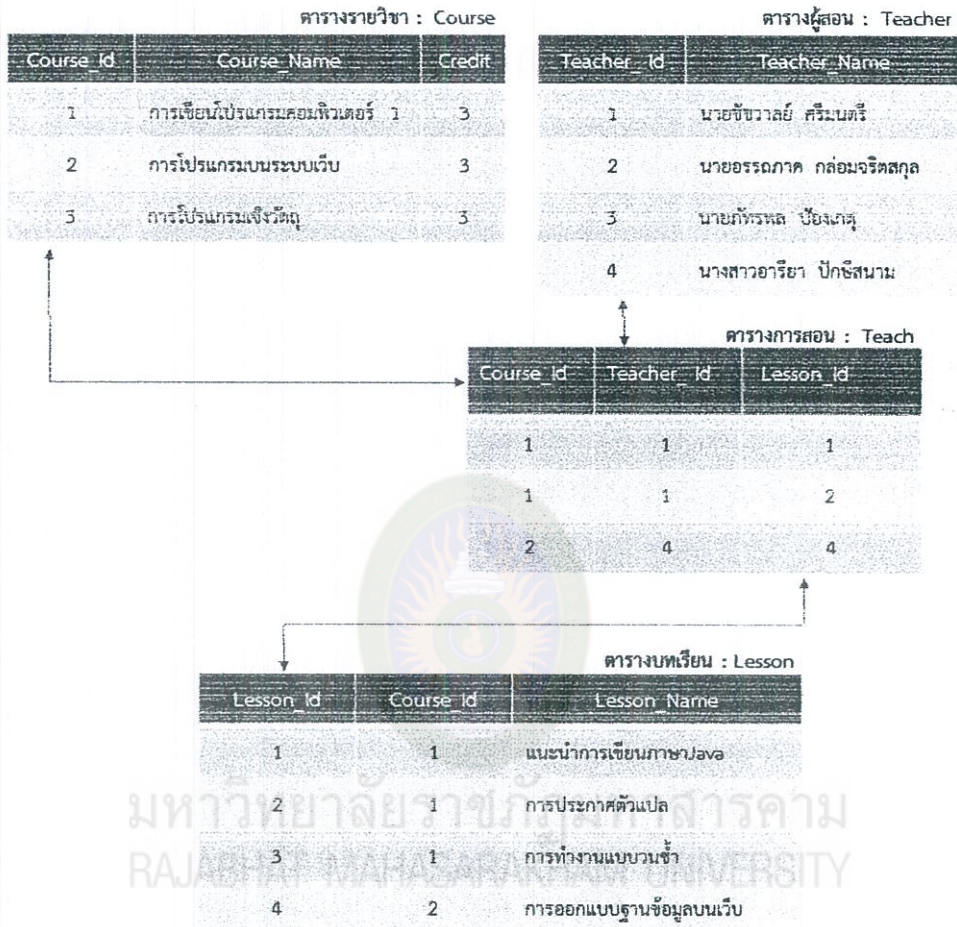 ตารางรายวิชา : Course
Course_Id Course_Name Credit
1 การเขียนโปรแกรมคอมพิวเตอร์ 1 3
2 การโปรแกรมบนระบบเว็บ 3
3 การโปรแกรมเชิงวัตถุ 3
ตารางผู้สอน : Teacher
Teacher_Id Teacher_Name
1 นายชัชวาลย์ ศรีมนตรี
2 นายอรรถภาค กล่อมจริตสกุล
3 นายภัทรพล
4 นางสาวอารียา ปักษีสนาม
ตารางการสอน : Teach
Course_Id Teacher_Id Lesson_Id
1 1 1
1 1 2
2 4 4
ตารางบทเรียน : Lesson
Lesson_Id Course_Id Lesson_Name
1 1 แนะนำการเขียนภาษาJava
2 1 การประกาศตัวแปล
3 1 การทำงานแบบวนซ้ำ
4 2 การออกแบบฐานข้อมูลบนเว็บ
มหาวิทยาลัยราชภัฏมหาสารคาม
RAJABHAT MAHASARAKHAM UNIVERSITY